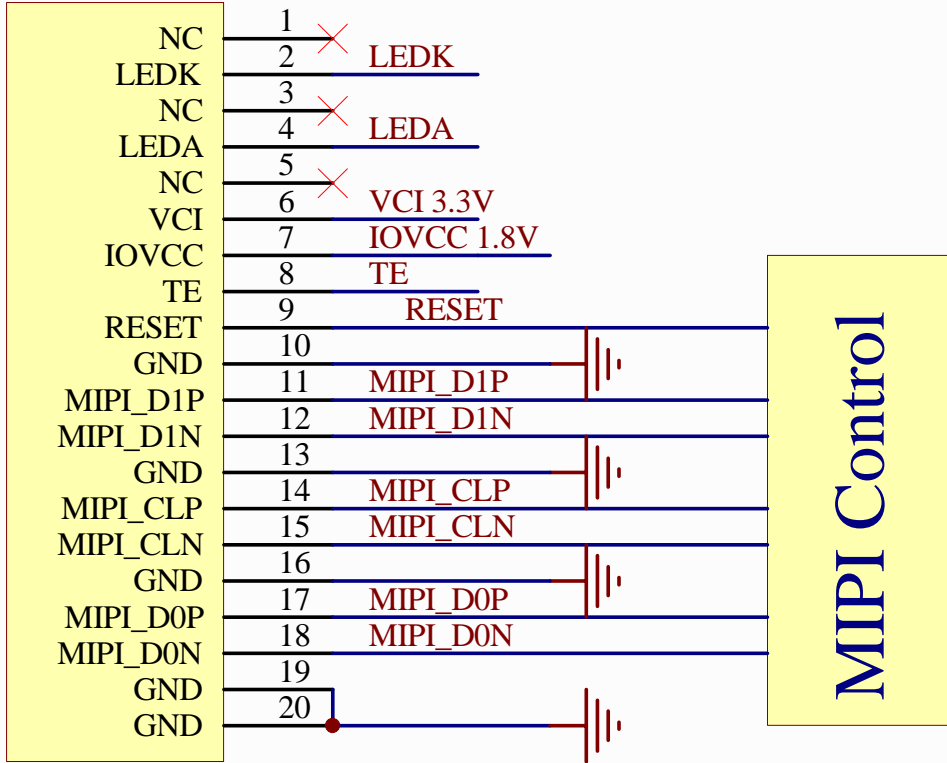 NC 1
LEDK 2 LEDK
NC 3
LEDA 4 LEDA
NC 5
VCI 6 VCI 3.3V
IOVCC 7 IOVCC 1.8V
TE 8 TE
RESET 9 RESET
GND 10
MIPI_D1P 11 MIPI_D1P
MIPI_D1N 12 MIPI_D1N
GND 13
MIPI_CLP 14 MIPI_CLP
MIPI_CLN 15 MIPI_CLN
GND 16
MIPI_D0P 17 MIPI_D0P
MIPI_D0N 18 MIPI_D0N
GND 19
GND 20
MIPI Control